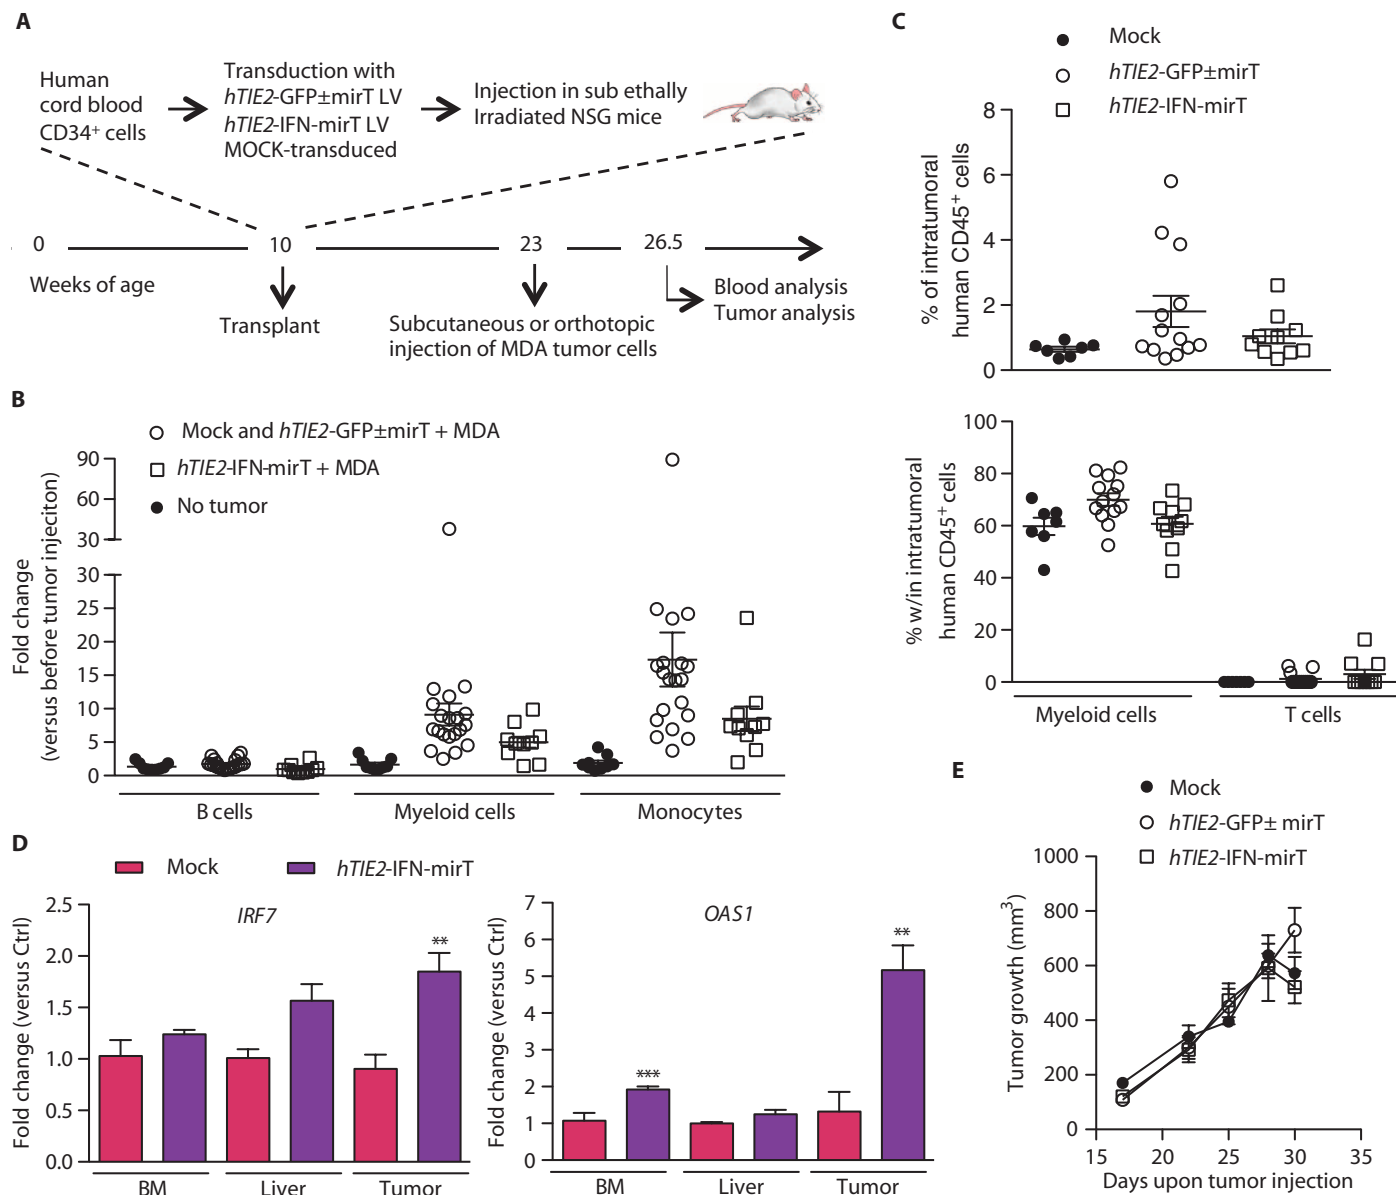 A
Human
cord blood
CD34+ cells
Transduction with
hTIE2-GFP±mirT LV
hTIE2-IFN-mirT LV
MOCK-transduced
Injection in sub ethally
Irradiated NSG mice
0
10
23
26.5
Weeks of age
Transplant
Subcutaneous or orthotopic
injection of MDA tumor cells
Blood analysis
Tumor analysis
B
Mock and hTIE2-GFP±mirT + MDA
hTIE2-IFN-mirT + MDA
No tumor
Fold change
(versus before tumor injeciton)
90
60
30
30
25
20
15
10
5
0
B cells
Myeloid cells
Monocytes
C
Mock
hTIE2-GFP±mirT
hTIE2-IFN-mirT
% of intratumoral
human CD45+ cells
8
6
4
2
0
% w/in intratumoral
human CD45+ cells
100
80
60
40
20
0
Myeloid cells
T cells
D
Mock
hTIE2-IFN-mirT
Fold change (versus Ctrl)
2.5
2.0
1.5
1.0
0.5
0.0
IRF7
**
BM
Liver
Tumor
Fold change (versus Ctrl)
7
6
5
4
3
2
1
0
OAS1
***
**
BM
Liver
Tumor
E
Mock
hTIE2-GFP± mirT
hTIE2-IFN-mirT
Tumor growth (mm3)
1000
800
600
400
200
0
15
20
25
30
35
Days upon tumor injection